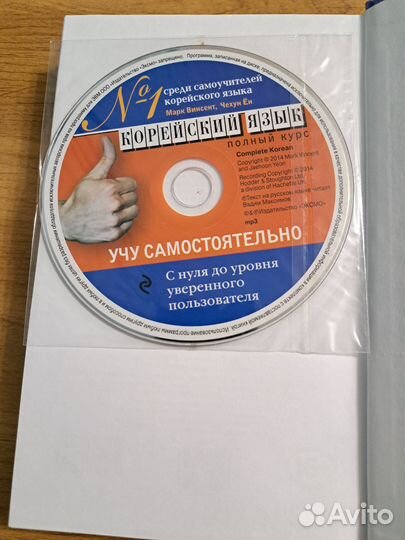 №1
среди самоучителей
корейского языка
Марк Винсент, Чехун Ён
КОРЕЙСКИЙ ЯЗЫК
ПОЛНЫЙ КУРС
Complete Korean
Copyright © 2014 Mark Vincent
and Jaehoon Yeon
Recording Copyright © 2014
Hodder & Stoughton Ltd,
a division of Hachette UK
©Текст на русском языке читает
Вадим Максимов
©&®Издательство «ЭКСМО»
mp3
УЧУ САМОСТОЯТЕЛЬНО
С нуля до уровня
уверенного
пользователя
Avito